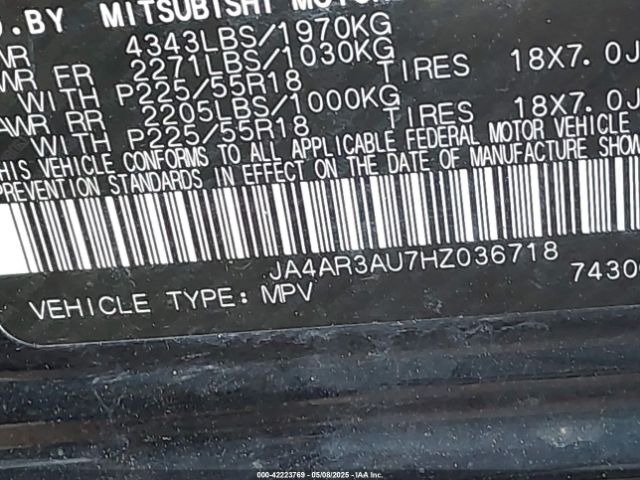 D.BY MITSUBISHI MOTOR
WR 4343LBS/1970KG
AWR FR 2271LBS/1030KG
WITH P225/55R18 TIRES 18X7.0J
AWR RR 2205LBS/1000KG
WITH P225/55R18 TIRES 18X7.0J
THIS VEHICLE CONFORMS TO ALL APPLICABLE FEDERAL MOTOR VEHICLE
PREVENTION STANDARDS IN EFFECT ON THE DATE OF MANUFACTURE SHOW
JA4AR3AU7HZ036718
7430
VEHICLE TYPE: MPV
000-42223769 - 05/08/2025 - IAA Inc.